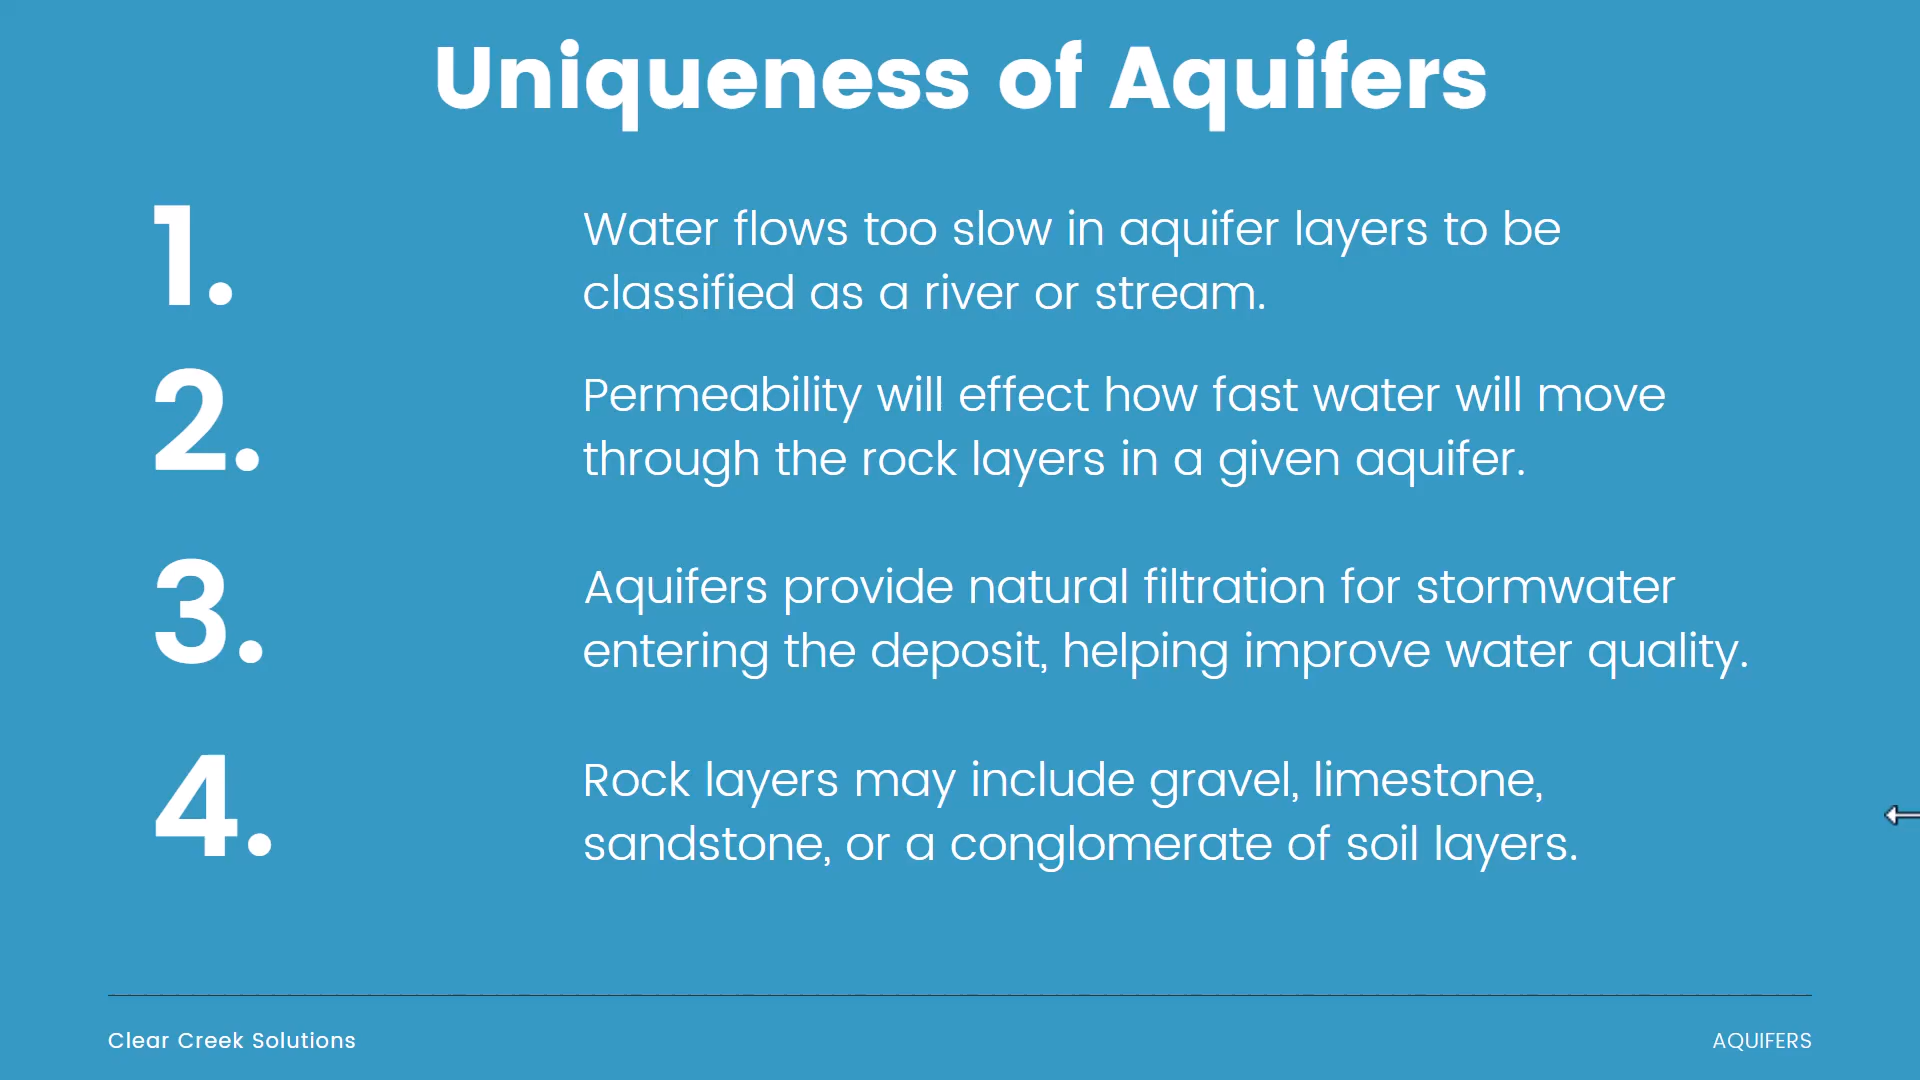 Uniqueness of Aquifers
1.
Water flows too slow in aquifer layers to be
classified as a river or stream.
2.
Permeability will effect how fast water will move
through the rock layers in a given aquifer.
3.
Aquifers provide natural filtration for stormwater
entering the deposit, helping improve water quality.
4.
Rock layers may include gravel, limestone,
sandstone, or a conglomerate of soil layers.
Clear Creek Solutions
AQUIFERS